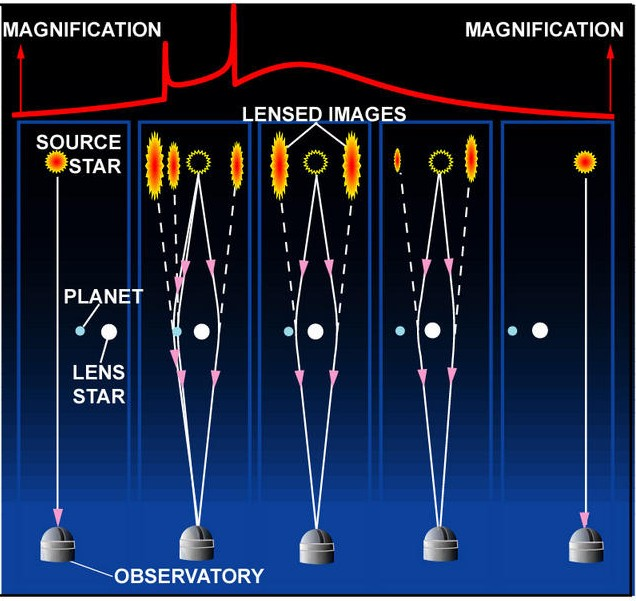 MAGNIFICATION
MAGNIFICATION
LENSED IMAGES
SOURCE
STAR
PLANET
LENS
STAR
OBSERVATORY